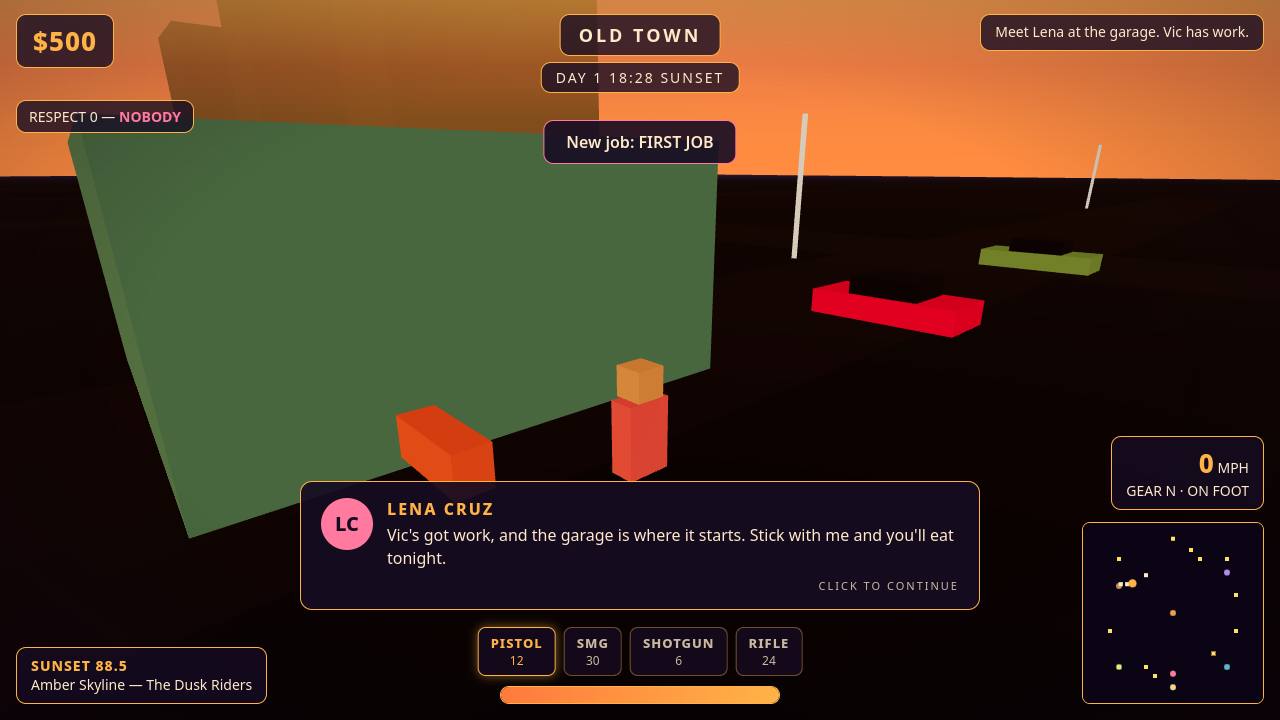 $500
OLD TOWN
Meet Lena at the garage. Vic has work.
DAY 1 18:28 SUNSET
RESPECT 0 — NOBODY
New job: FIRST JOB
0 MPH
GEAR N · ON FOOT
LC
LENA CRUZ
Vic's got work, and the garage is where it starts. Stick with me and you'll eat
tonight.
CLICK TO CONTINUE
PISTOL
12
SMG
30
SHOTGUN
6
RIFLE
24
SUNSET 88.5
Amber Skyline — The Dusk Riders